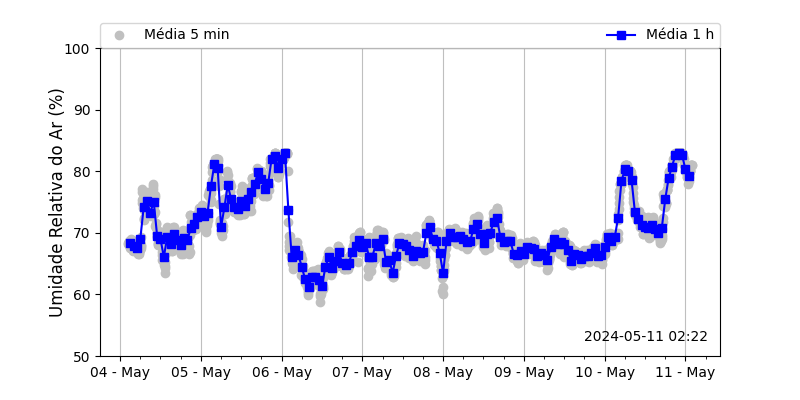 Média 5 min
Média 1 h
100
90
80
70
60
50
Umidade Relativa do Ar (%)
2024-05-11 02:22
04 - May
05 - May
06 - May
07 - May
08 - May
09 - May
10 - May
11 - May